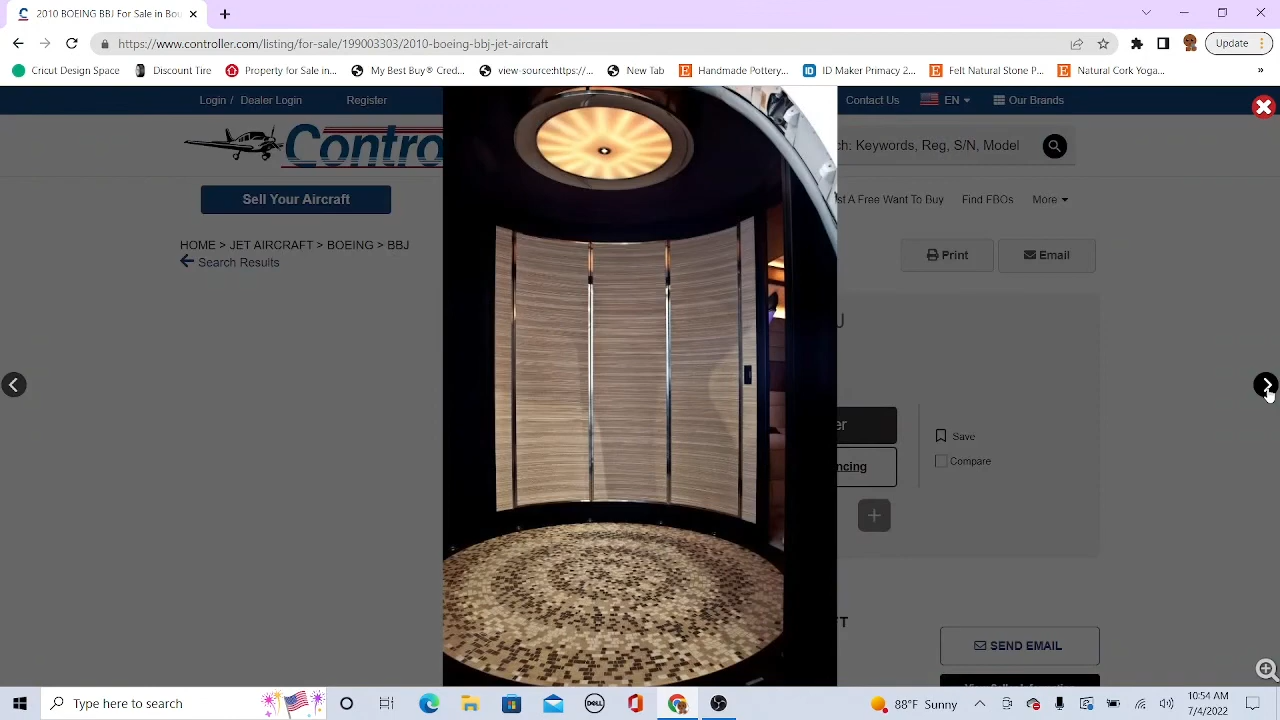 2010 BOEING BBJ For Sale in Bou
https://www.controller.com/listing/for-sale/199003303/2010-boeing-bbj-jet-aircraft
Update
Cricut Design Space
Discount Tire
Property for Sale in...
My Best Buy® Cred...
view source:https://...
New Tab
Handmade Pottery...
ID Maker Primacy 2...
Felt Natural Stone P...
Natural Cork Yoga...
»
Login / Dealer Login
Register
Contact Us
EN
Our Brands
Contro
ch: Keywords, Reg, S/N, Model
Sell Your Aircraft
st A Free Want To Buy
Find FBOs
More
HOME > JET AIRCRAFT > BOEING > BBJ
Search Results
Print
Email
J
er
Save
ncing
Compare
FT
SEND EMAIL
Type here to search
DELL
88°F Sunny
10:54 AM
7/4/2022